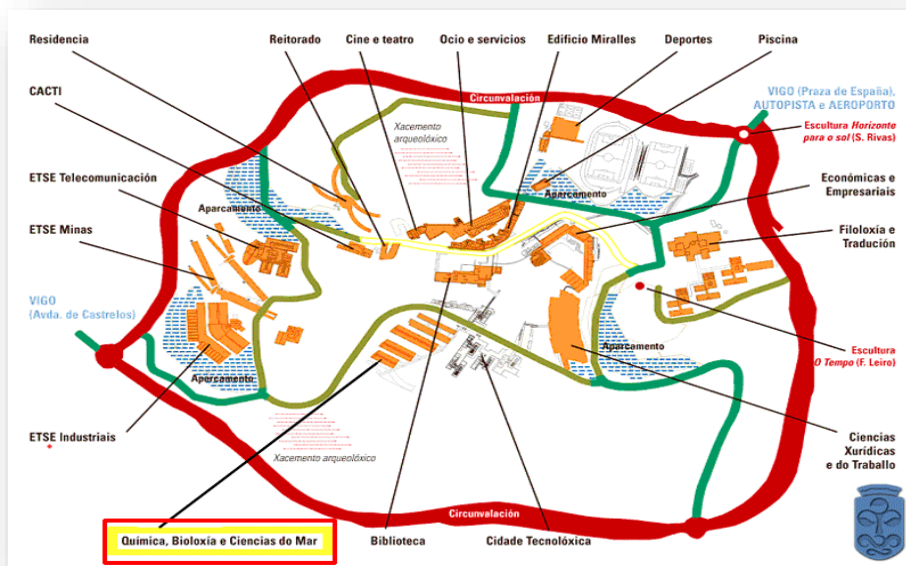 Residencia
Reitorado
Cine e teatro
Ocio e servicios
Edificio Miralles
Deportes
Piscina
CACTI
Circunvalación
VIGO (Praza de España),
AUTOPISTA e AEROPORTO
Escultura Horizonte
para o sol (S. Rivas)
Xacemento
arqueolóxico
ETSE Telecomunicación
Aparcamento
Aparcamento
Económicas e
Empresariais
ETSE Minas
Filoloxía e
Tradución
VIGO
(Avda. de Castrelos)
Aparcamento
Escultura
O Tempo (F. Leiro)
Aparcamento
ETSE Industriais
Xacemento arqueolóxico
Ciencias
Xurídicas
e do Traballo
Circunvalación
Química, Bioloxía e Ciencias do Mar
Biblioteca
Cidade Tecnolóxica